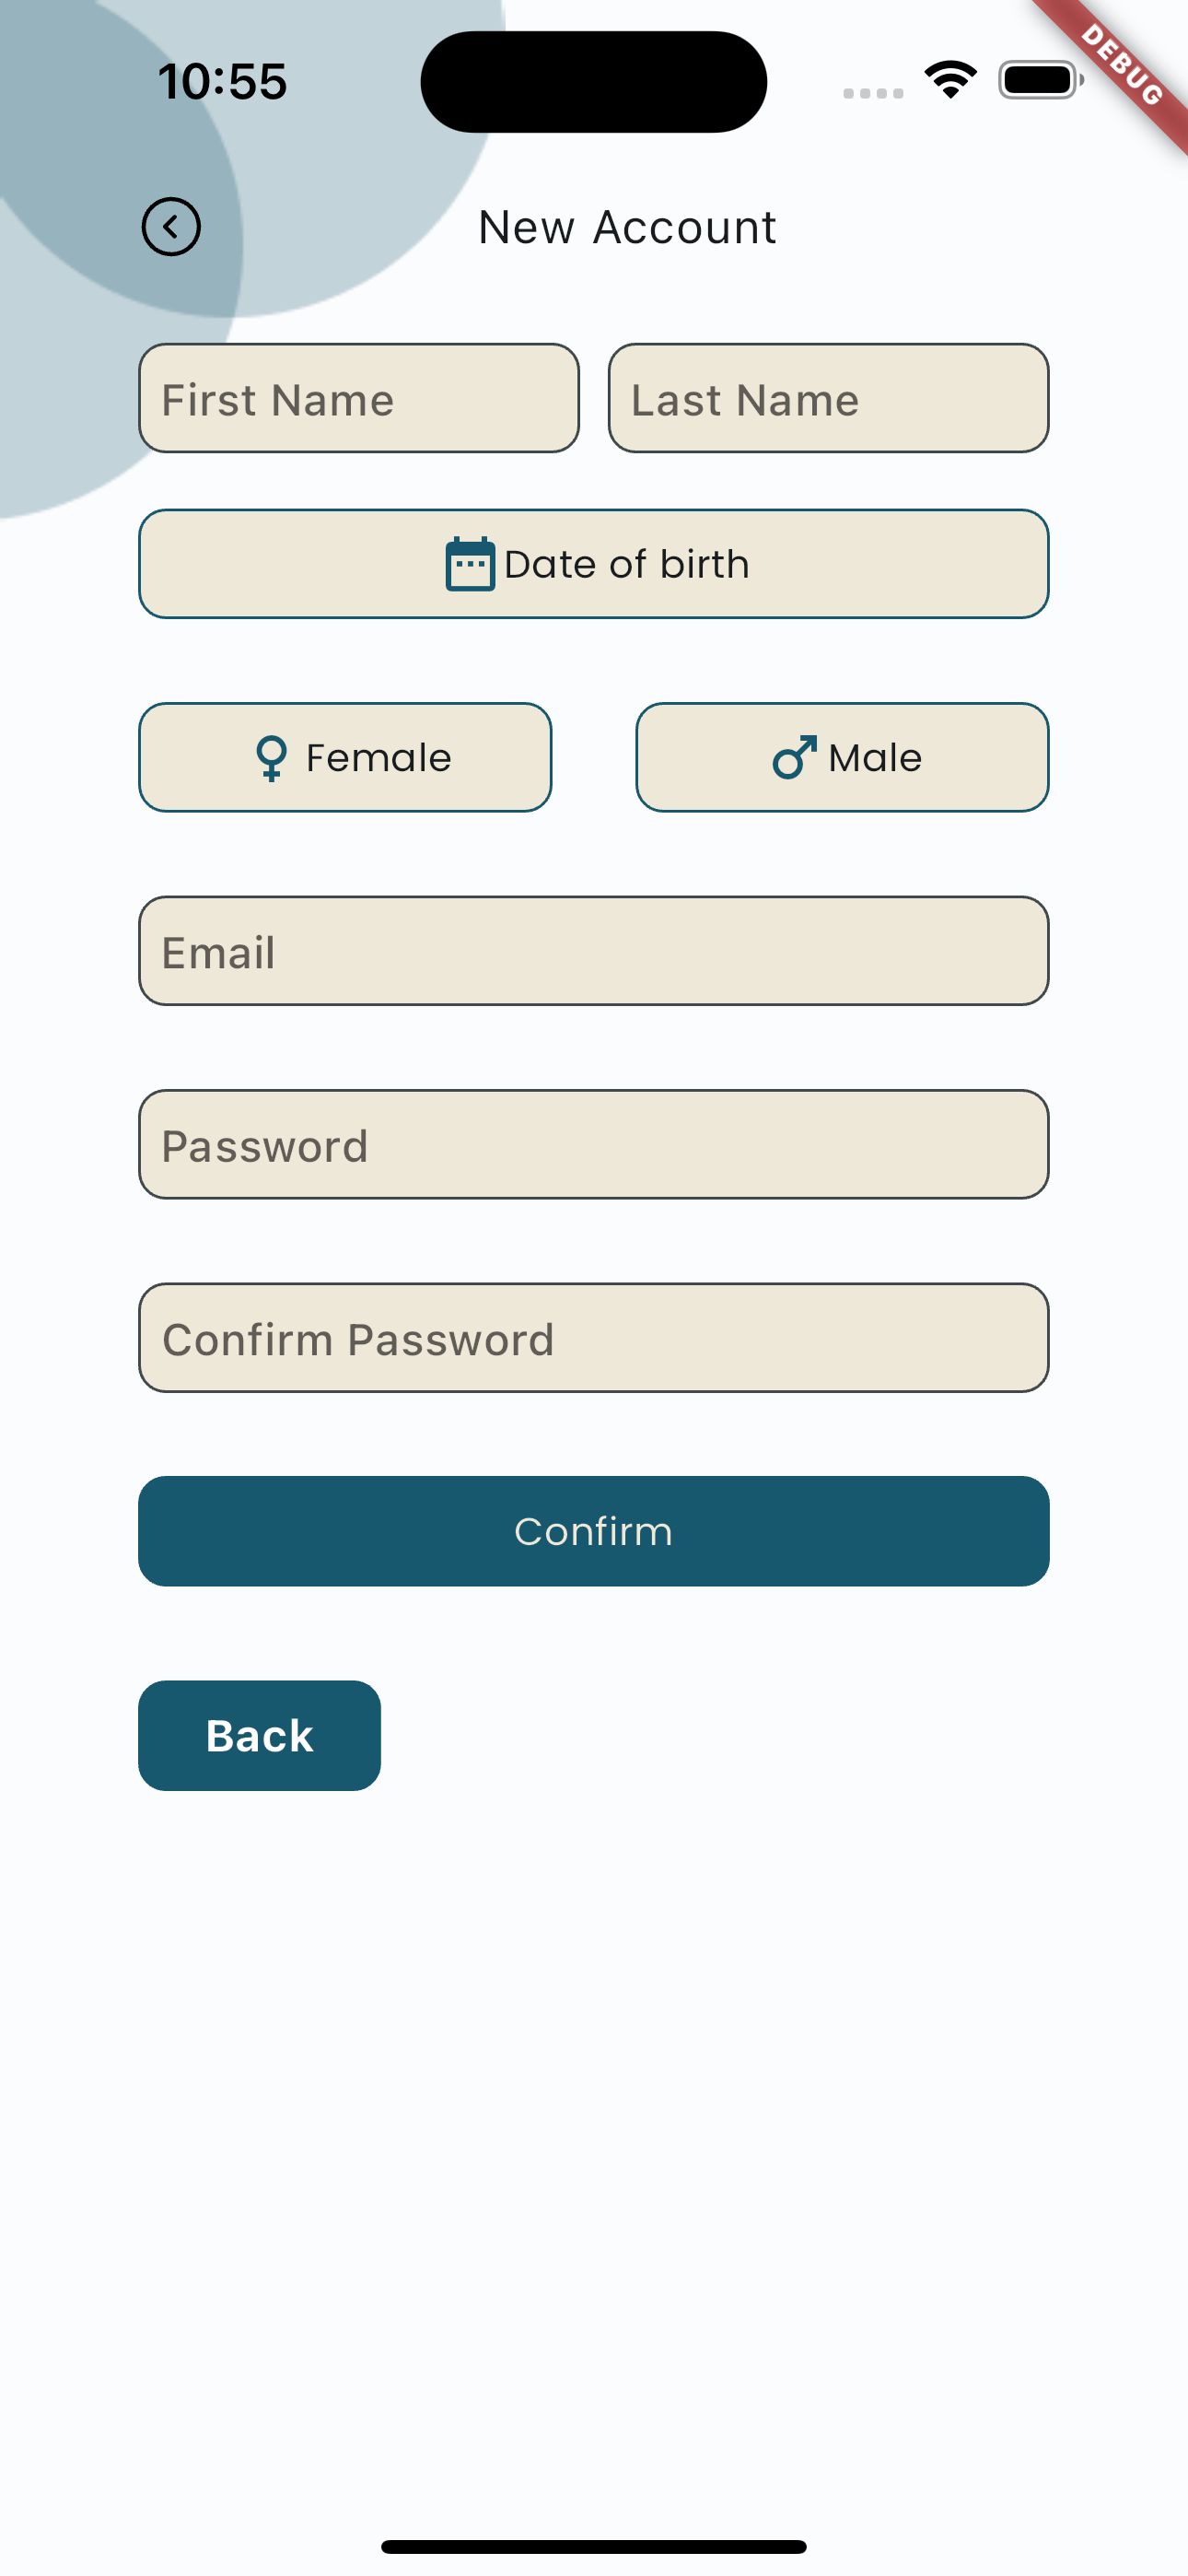 10:55
DEBUG
New Account
First Name Last Name
Date of birth
Female Male
Email
Password
Confirm Password
Confirm
Back